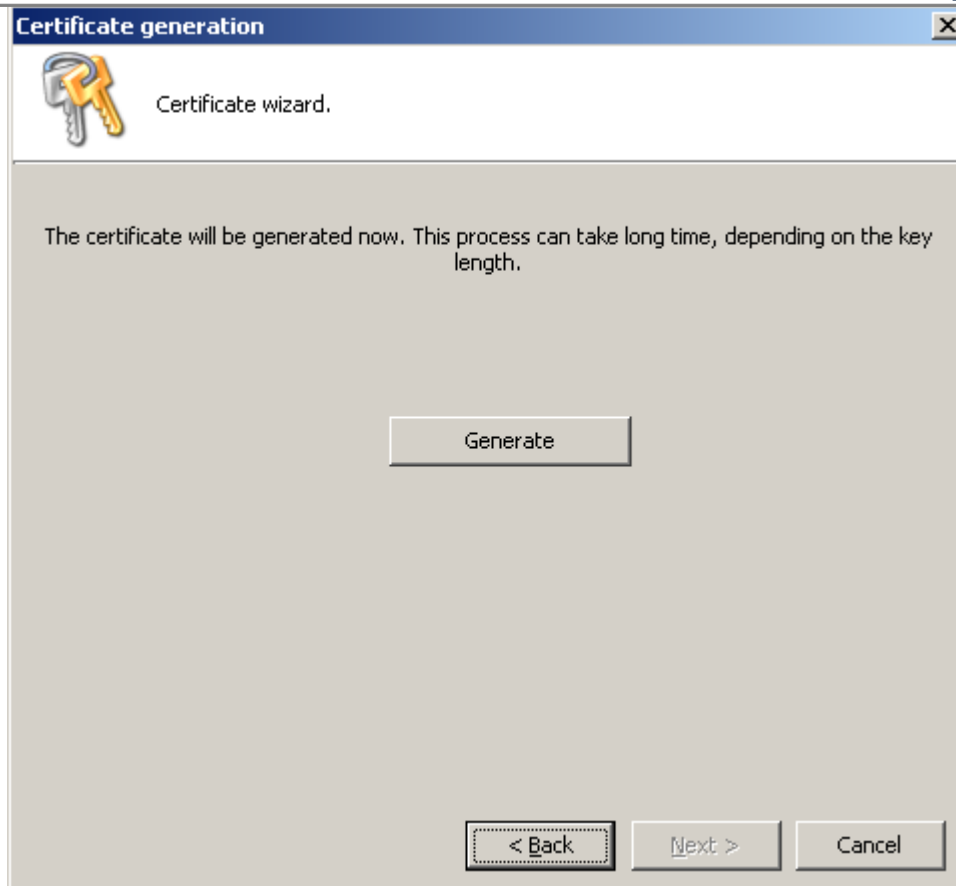 Certificate generation
Certificate wizard.
The certificate will be generated now. This process can take long time, depending on the key
length.
Generate
< Back
Next >
Cancel